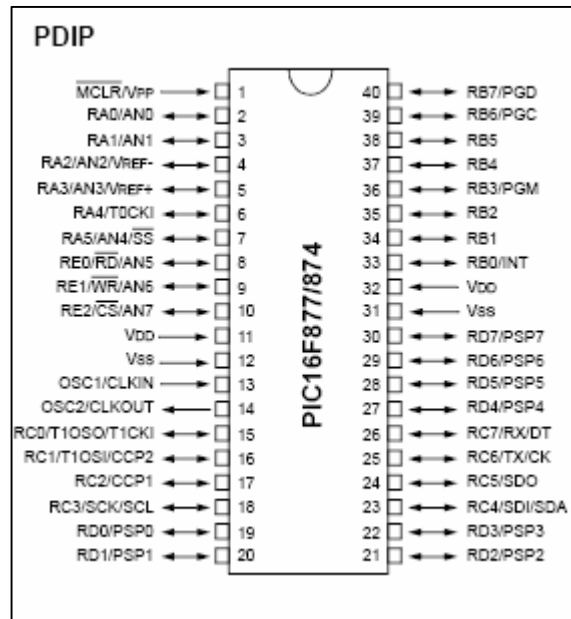 PDIP
MCLR/VPP 1 40 RB7/PGD
RA0/AN0 2 39 RB6/PGC
RA1/AN1 3 38 RB5
RA2/AN2/VREF- 4 37 RB4
RA3/AN3/VREF+ 5 36 RB3/PGM
RA4/T0CKI 6 35 RB2
RA5/AN4/SS 7 34 RB1
RE0/RD/AN5 8 33 RB0/INT
RE1/WR/AN6 9 32 VDD
RE2/CS/AN7 10 31 VSS
VDD 11 30 RD7/PSP7
VSS 12 29 RD6/PSP6
OSC1/CLKIN 13 28 RD5/PSP5
OSC2/CLKOUT 14 27 RD4/PSP4
RC0/T1OSO/T1CKI 15 26 RC7/RX/DT
RC1/T1OSI/CCP2 16 25 RC6/TX/CK
RC2/CCP1 17 24 RC5/SDO
RC3/SCK/SCL 18 23 RC4/SDI/SDA
RD0/PSP0 19 22 RD3/PSP3
RD1/PSP1 20 21 RD2/PSP2
PIC16F877/874